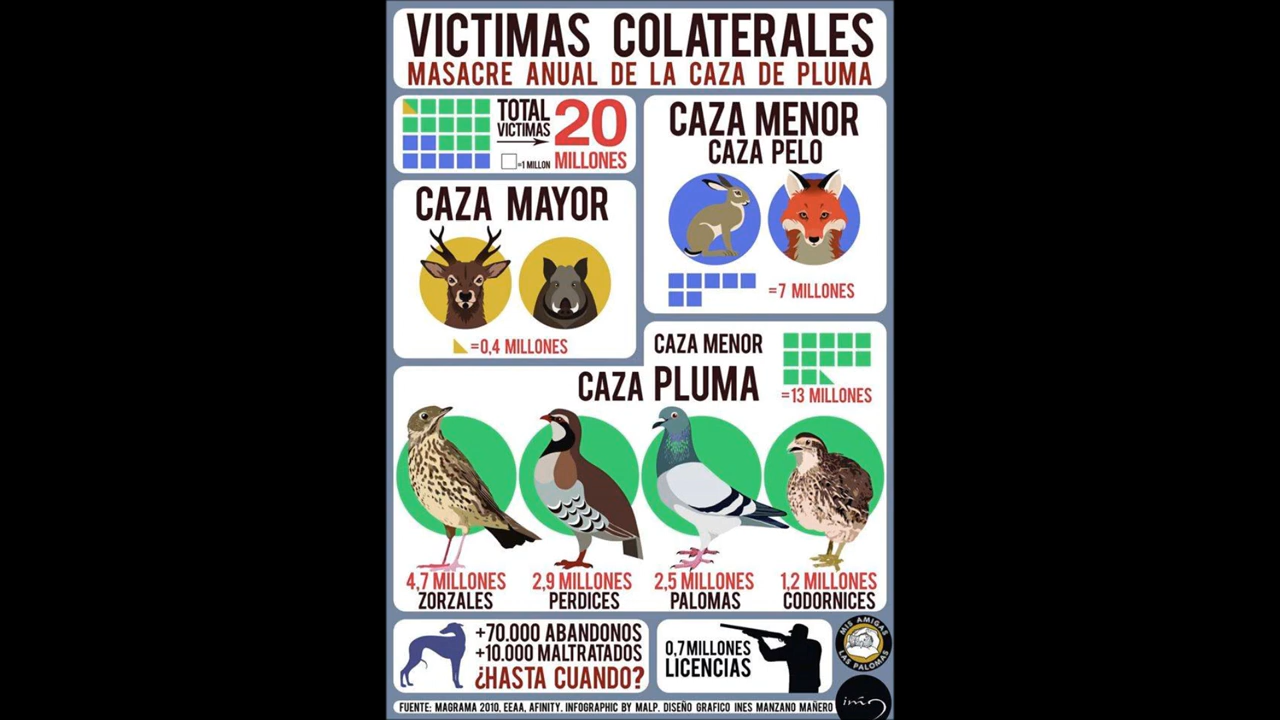 VICTIMAS COLATERALES
MASACRE ANUAL DE LA CAZA DE PLUMA
TOTAL
VICTIMAS
20
MILLONES
=1 MILLON
CAZA MENOR
CAZA PELO
=7 MILLONES
CAZA MAYOR
=0,4 MILLONES
CAZA MENOR
CAZA PLUMA
=13 MILLONES
4,7 MILLONES
ZORZALES
2,9 MILLONES
PERDICES
2,5 MILLONES
PALOMAS
1,2 MILLONES
CODORNICES
+70.000 ABANDONOS
+10.000 MALTRATADOS
¿HASTA CUANDO?
0,7 MILLONES
LICENCIAS
MIS AMIGAS
LAS PALOMAS
FUENTE: MAGRAMA 2010, EEAA, AFINITY. INFOGRAPHIC BY MALP. DISEÑO GRAFICO INES MANZANO MAÑERO